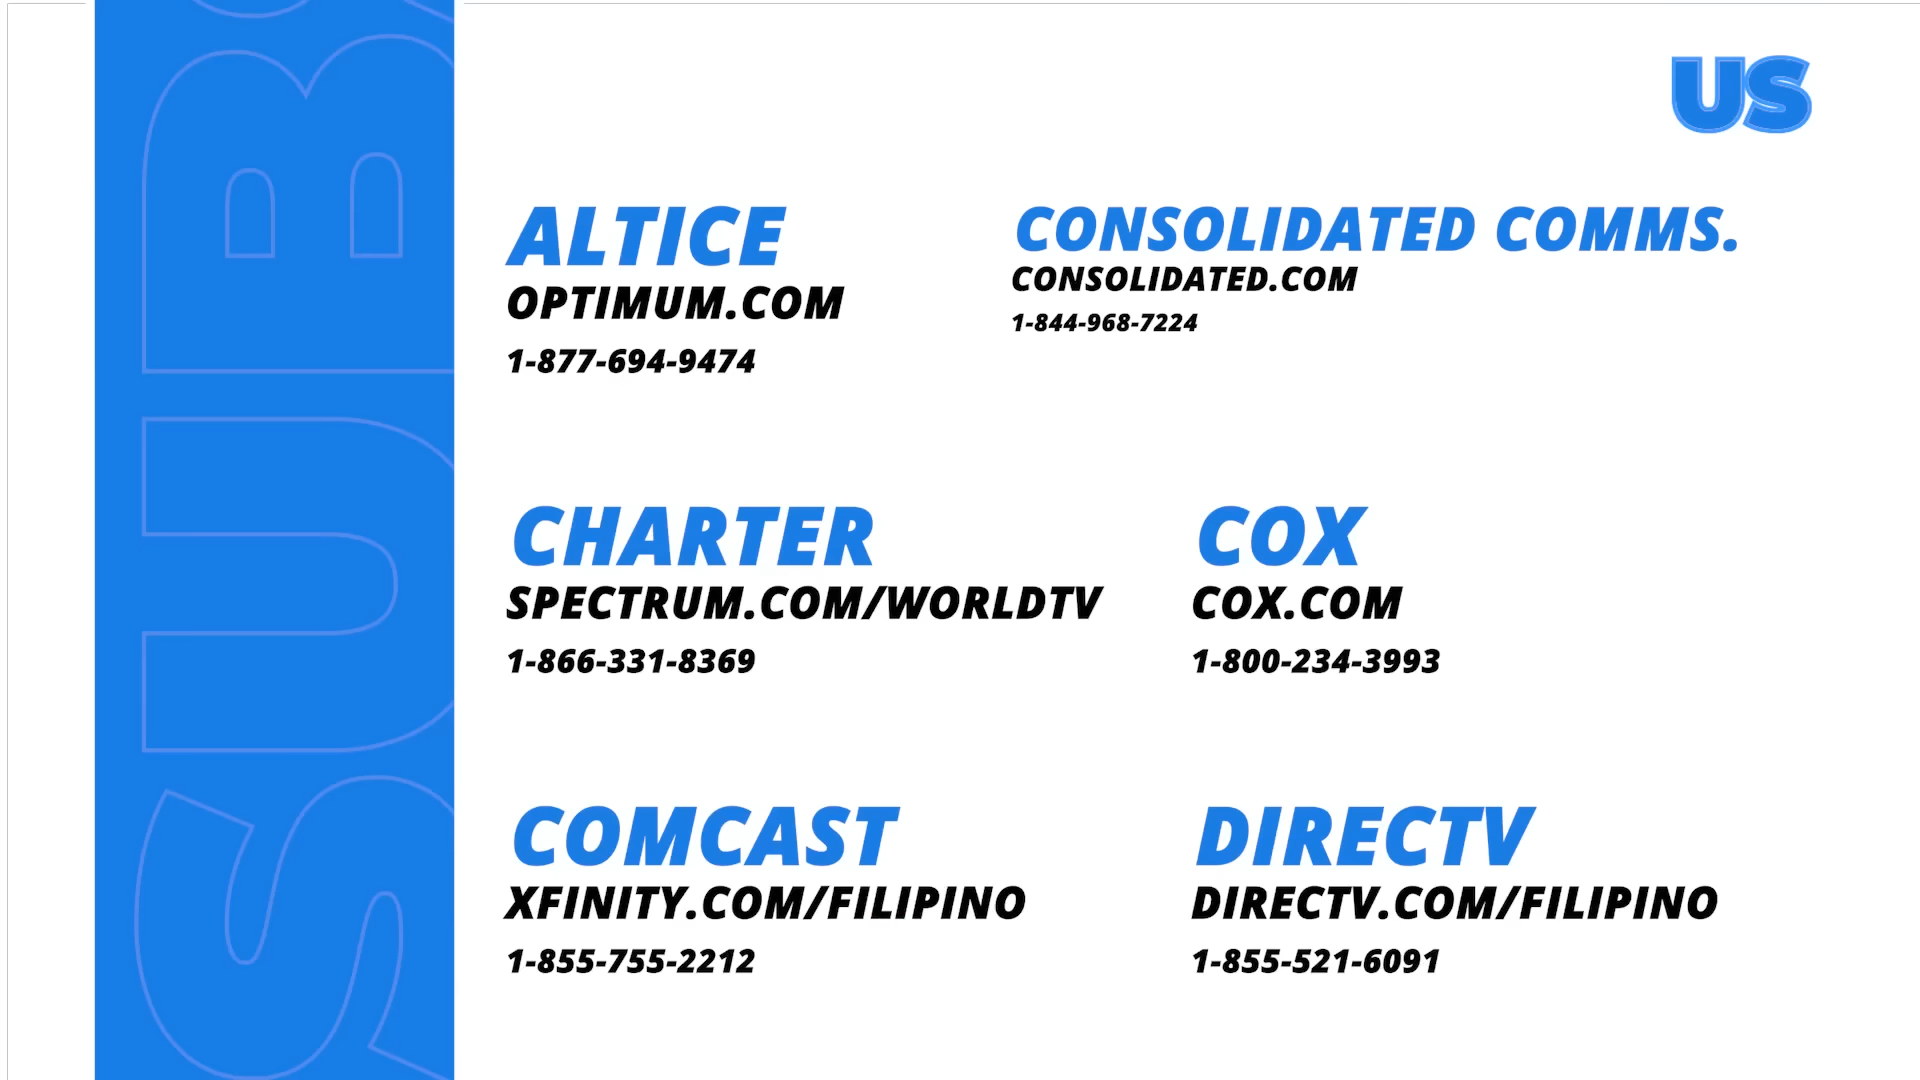 US
ALTICE
OPTIMUM.COM
1-877-694-9474
CONSOLIDATED COMMS.
CONSOLIDATED.COM
1-844-968-7224
CHARTER
SPECTRUM.COM/WORLDTV
1-866-331-8369
COX
COX.COM
1-800-234-3993
COMCAST
XFINITY.COM/FILIPINO
1-855-755-2212
DIRECTV
DIRECTV.COM/FILIPINO
1-855-521-6091
SUB